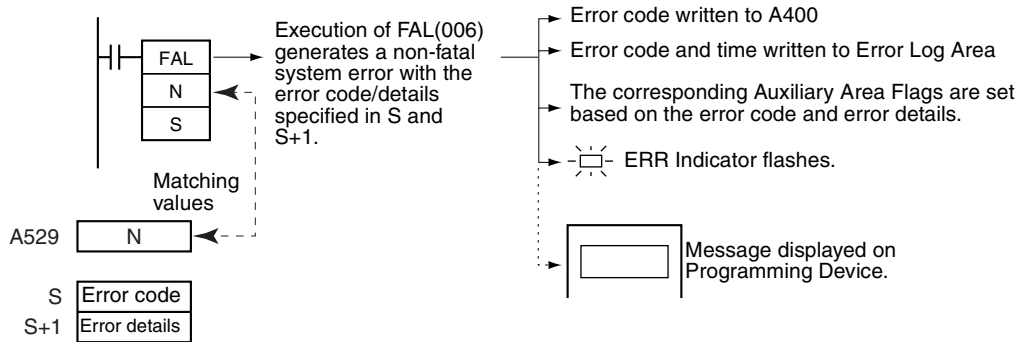 FAL
N
S
Execution of FAL(006)
generates a non-fatal
system error with the
error code/details
specified in S and
S+1.
Error code written to A400
Error code and time written to Error Log Area
The corresponding Auxiliary Area Flags are set
based on the error code and error details.
ERR Indicator flashes.
Message displayed on
Programming Device.
Matching
values
A529 N
S Error code
S+1 Error details